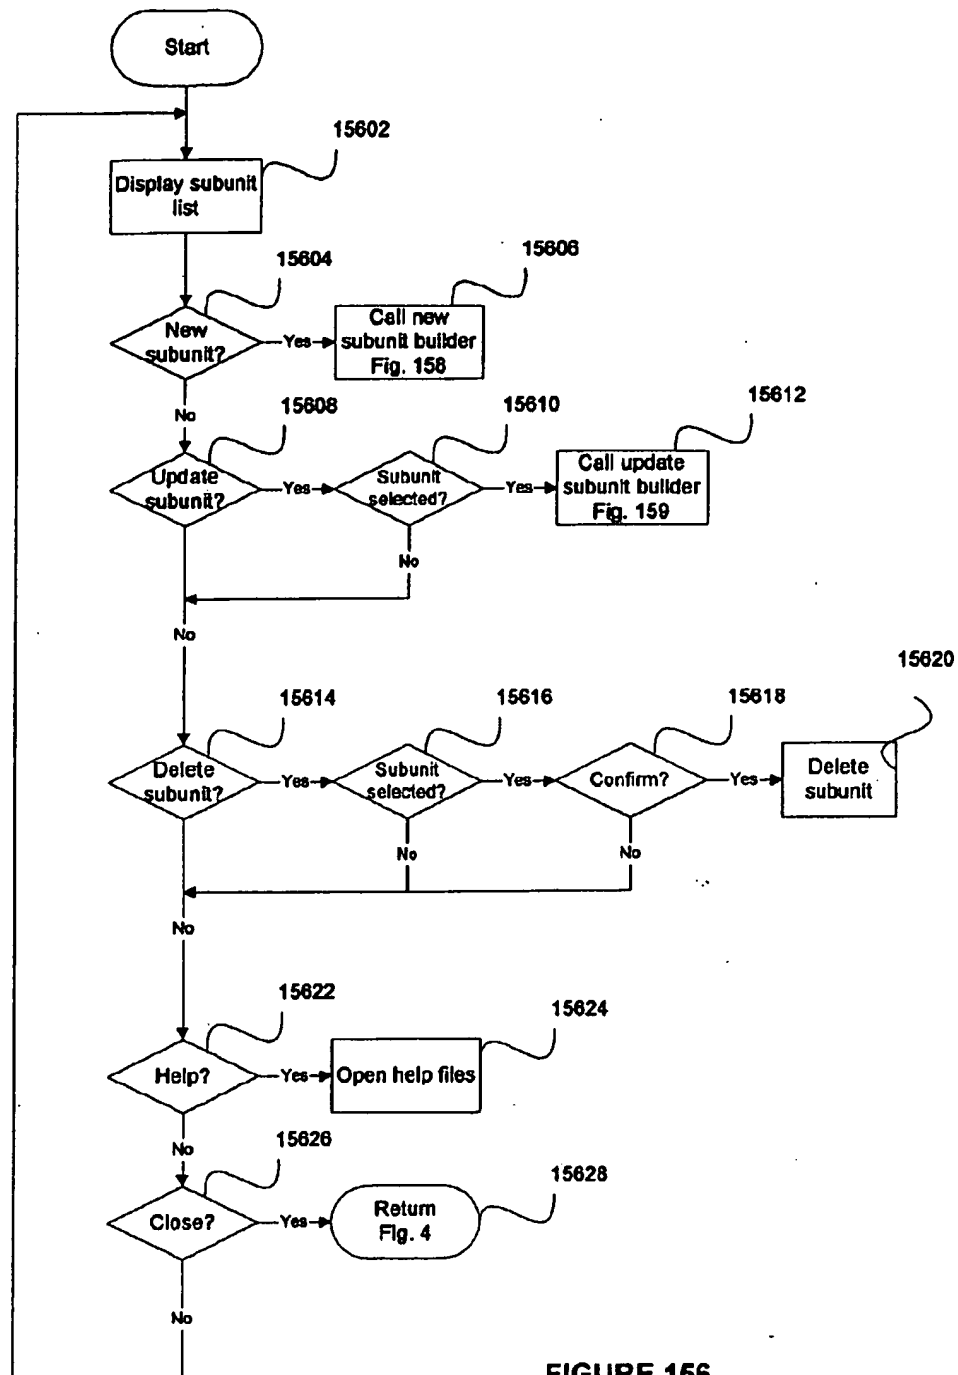 Start
15602
Display subunit
list
15604
15606
New
subunit?
Yes
Call new
subunit builder
Fig. 158
No
15608
15610
15612
Update
subunit?
Yes
Subunit
selected?
Yes
Call update
subunit builder
Fig. 159
No
No
15620
15614
15616
15618
Delete
subunit?
Yes
Subunit
selected?
Yes
Confirm?
Yes
Delete
subunit
No
No
No
15622
15624
Help?
Yes
Open help files
No
15626
15628
Close?
Yes
Return
Fig. 4
No
FIGURE 156